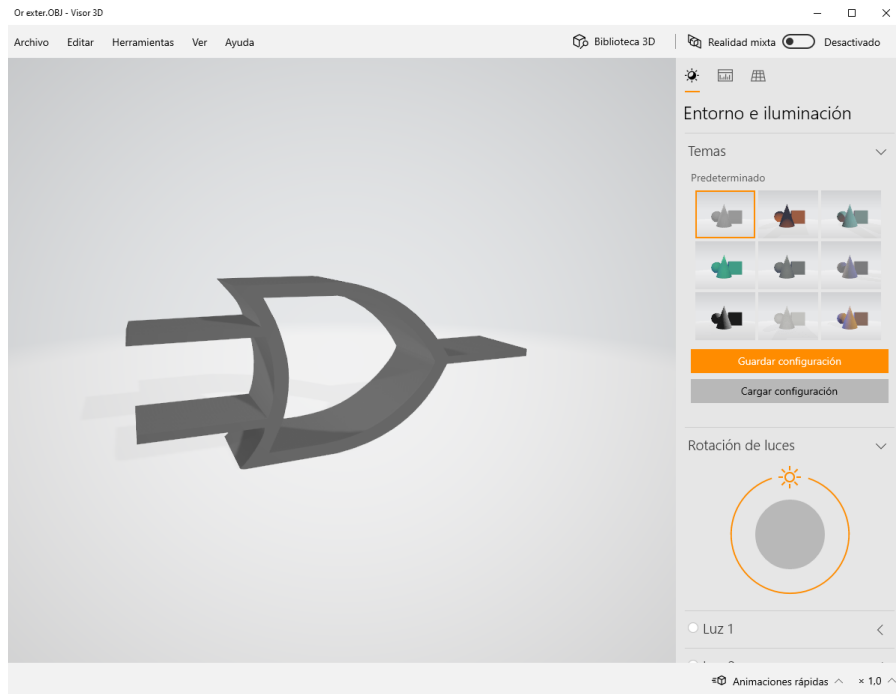 Or exter.OBJ - Visor 3D
Archivo Editar Herramientas Ver Ayuda Biblioteca 3D Realidad mixta Desactivado
Entorno e iluminación
Temas
Predeterminado
Guardar configuración
Cargar configuración
Rotación de luces
Luz 1
Animaciones rápidas × 1,0